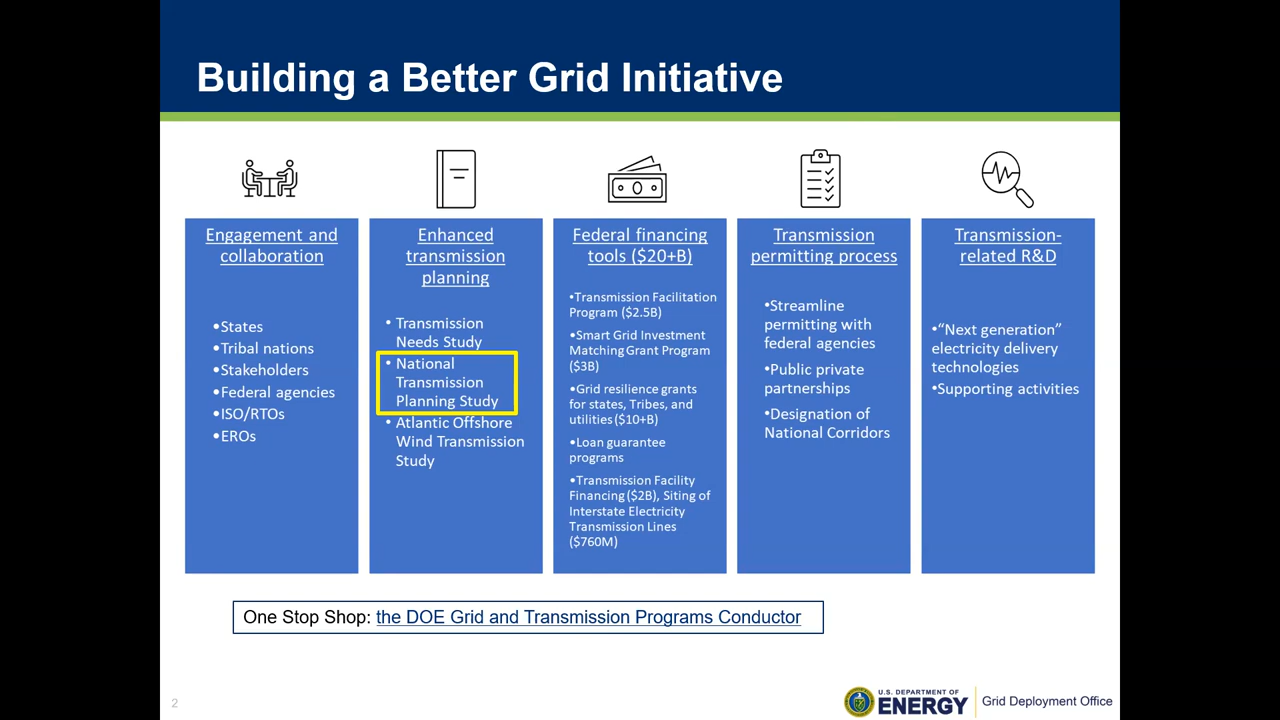 Building a Better Grid Initiative
Engagement and
collaboration
•States
•Tribal nations
•Stakeholders
•Federal agencies
•ISO/RTOs
•EROs
Enhanced
transmission
planning
• Transmission
Needs Study
• National
Transmission
Planning Study
• Atlantic Offshore
Wind Transmission
Study
Federal financing
tools ($20+B)
•Transmission Facilitation
Program ($2.5B)
•Smart Grid Investment
Matching Grant Program
($3B)
•Grid resilience grants
for states, Tribes, and
utilities ($10+B)
•Loan guarantee
programs
•Transmission Facility
Financing ($2B), Siting of
Interstate Electricity
Transmission Lines
($760M)
Transmission
permitting process
•Streamline
permitting with
federal agencies
•Public private
partnerships
•Designation of
National Corridors
Transmission-
related R&D
•“Next generation”
electricity delivery
technologies
•Supporting activities
One Stop Shop: the DOE Grid and Transmission Programs Conductor
2
U.S. DEPARTMENT OF
ENERGY
Grid Deployment Office